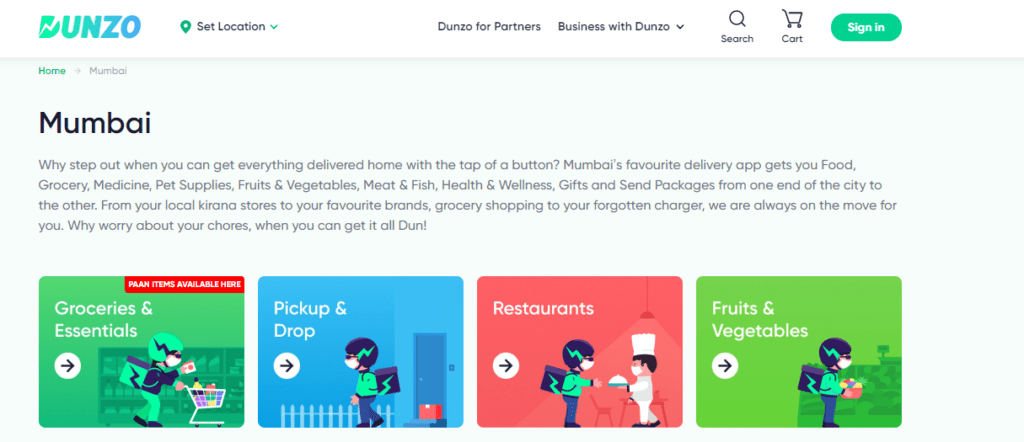 DUNZO
Set Location
Dunzo for Partners
Business with Dunzo
Search
Cart
Sign in
Home → Mumbai
Mumbai
Why step out when you can get everything delivered home with the tap of a button? Mumbai's favourite delivery app gets you Food,
Grocery, Medicine, Pet Supplies, Fruits & Vegetables, Meat & Fish, Health & Wellness, Gifts and Send Packages from one end of the city to
the other. From your local kirana stores to your favourite brands, grocery shopping to your forgotten charger, we are always on the move for
you. Why worry about your chores, when you can get it all Dun!
PAAN ITEMS AVAILABLE HERE
Groceries &
Essentials
Pickup &
Drop
Restaurants
Fruits &
Vegetables